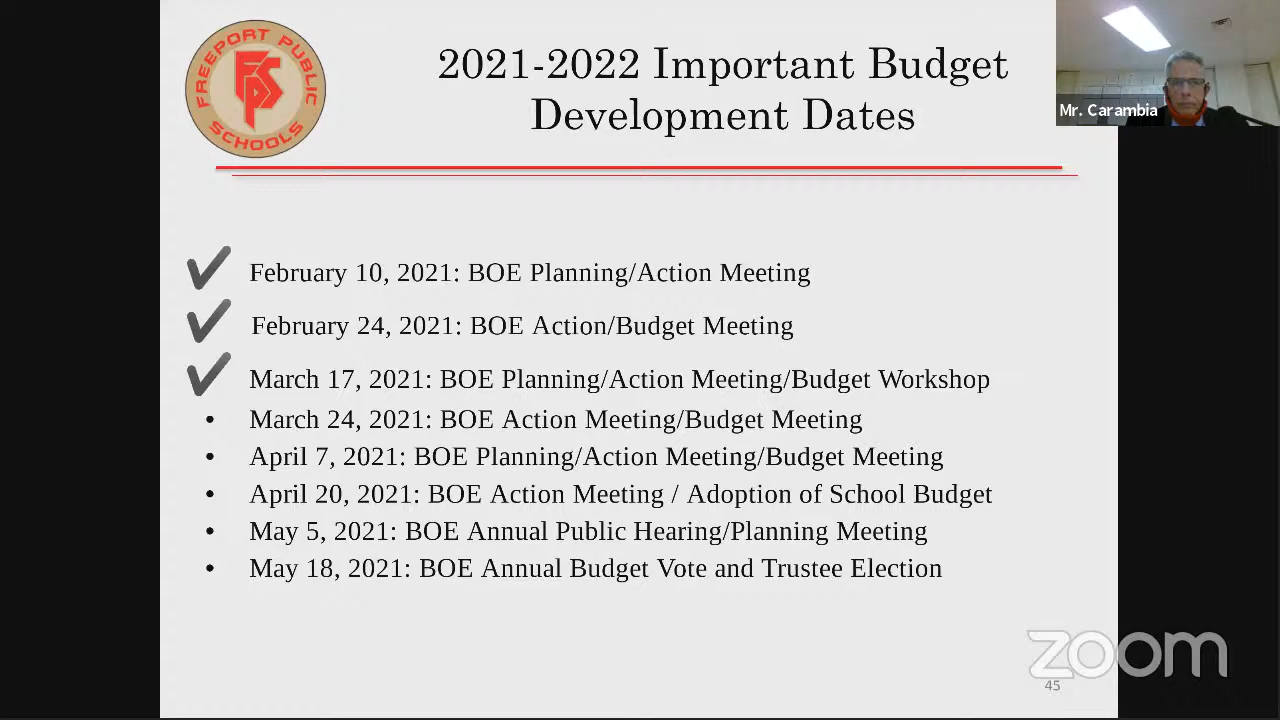 FREEPORT PUBLIC
SCHOOLS
FPS
2021-2022 Important Budget
Development Dates
Mr. Carambia
✔ February 10, 2021: BOE Planning/Action Meeting
✔ February 24, 2021: BOE Action/Budget Meeting
✔ March 17, 2021: BOE Planning/Action Meeting/Budget Workshop
• March 24, 2021: BOE Action Meeting/Budget Meeting
• April 7, 2021: BOE Planning/Action Meeting/Budget Meeting
• April 20, 2021: BOE Action Meeting / Adoption of School Budget
• May 5, 2021: BOE Annual Public Hearing/Planning Meeting
• May 18, 2021: BOE Annual Budget Vote and Trustee Election
zoom
45